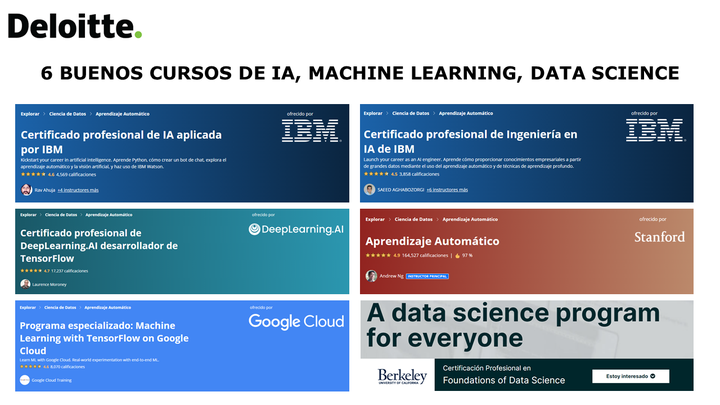 Deloitte.
6 BUENOS CURSOS DE IA, MACHINE LEARNING, DATA SCIENCE
Explorar > Ciencia de Datos > Aprendizaje Automático
ofrecido por
IBM
Certificado profesional de IA aplicada
por IBM
Kickstart your career in artificial intelligence. Aprende Python, cómo crear un bot de chat, explora el
aprendizaje automático y la visión artificial, y haz uso de IBM Watson.
4.6 4,569 calificaciones
Rav Ahuja +4 instructores más
Explorar > Ciencia de Datos > Aprendizaje Automático
ofrecido por
IBM
Certificado profesional de Ingeniería en
IA de IBM
Launch your career as an AI engineer. Aprende cómo proporcionar conocimientos empresariales a partir
de grandes datos mediante el uso del aprendizaje automático y de técnicas de aprendizaje profundo.
4.6 3,858 calificaciones
SAEED AGHABOZORGI +6 instructores más
Explorar > Ciencia de Datos > Aprendizaje Automático
ofrecido por
DeepLearning.AI
Certificado profesional de
DeepLearning.AI desarrollador de
TensorFlow
4.7 17,237 calificaciones
Laurence Moroney
Explorar > Ciencia de Datos > Aprendizaje Automático
ofrecido por
Stanford
Aprendizaje Automático
4.9 164,527 calificaciones | 97 %
Andrew Ng INSTRUCTOR PRINCIPAL
Explorar > Ciencia de Datos > Aprendizaje Automático
ofrecido por
Google Cloud
Programa especializado: Machine
Learning with TensorFlow on Google
Cloud
Learn ML with Google Cloud. Real-world experimentation with end-to-end ML.
calificaciones
Google Cloud Training
A data science program
for everyone
Berkeley
UNIVERSITY OF CALIFORNIA
Certificación Profesional en
Foundations of Data Science
Estoy interesado